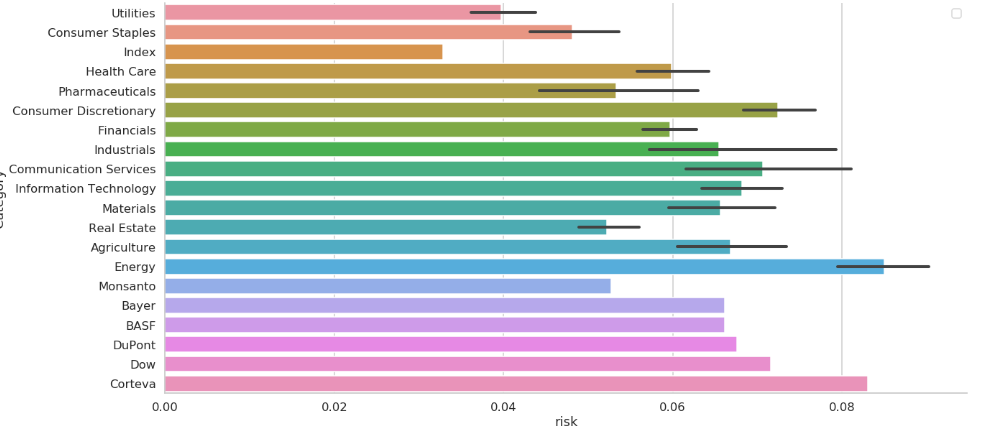 Utilities
Consumer Staples
Index
Health Care
Pharmaceuticals
Consumer Discretionary
Financials
Industrials
Communication Services
Information Technology
Materials
Real Estate
Agriculture
Energy
Monsanto
Bayer
BASF
DuPont
Dow
Corteva
Category
0.00 0.02 0.04 0.06 0.08
risk